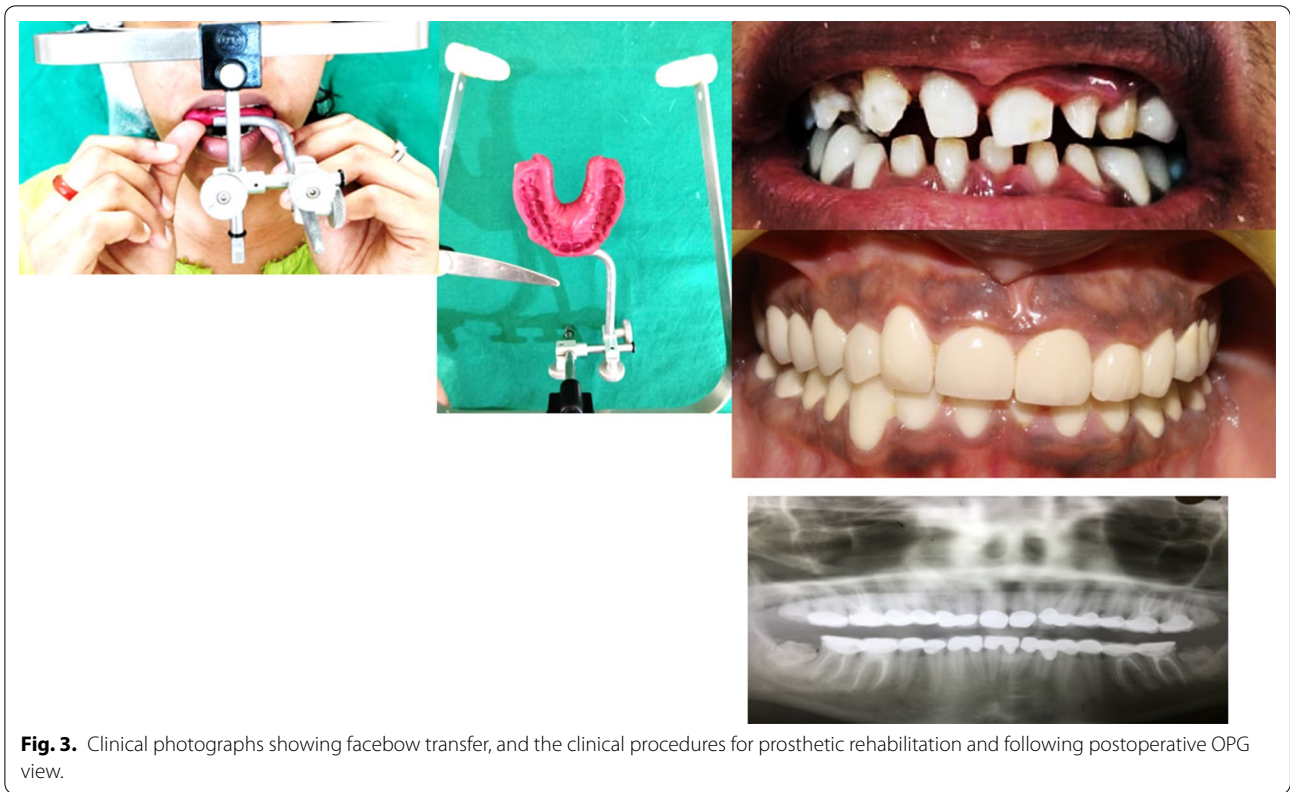 Fig. 3. Clinical photographs showing facebow transfer, and the clinical procedures for prosthetic rehabilitation and following postoperative OPG
view.